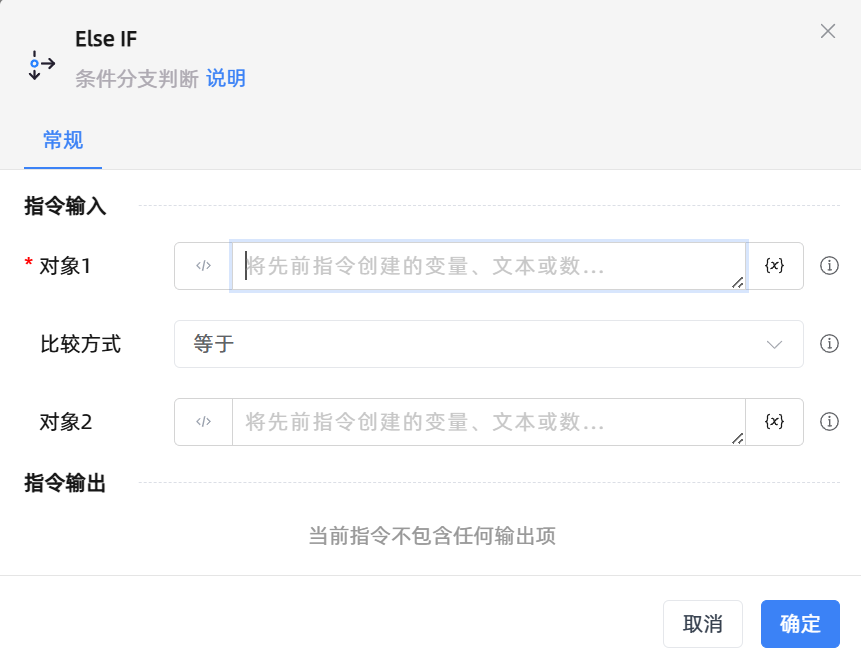 Else IF
条件分支判断 说明
常规
指令输入
* 对象1 </> 将先前指令创建的变量、文本或数... {x}
比较方式 等于
对象2 </> 将先前指令创建的变量、文本或数... {x}
指令输出
当前指令不包含任何输出项
取消 确定